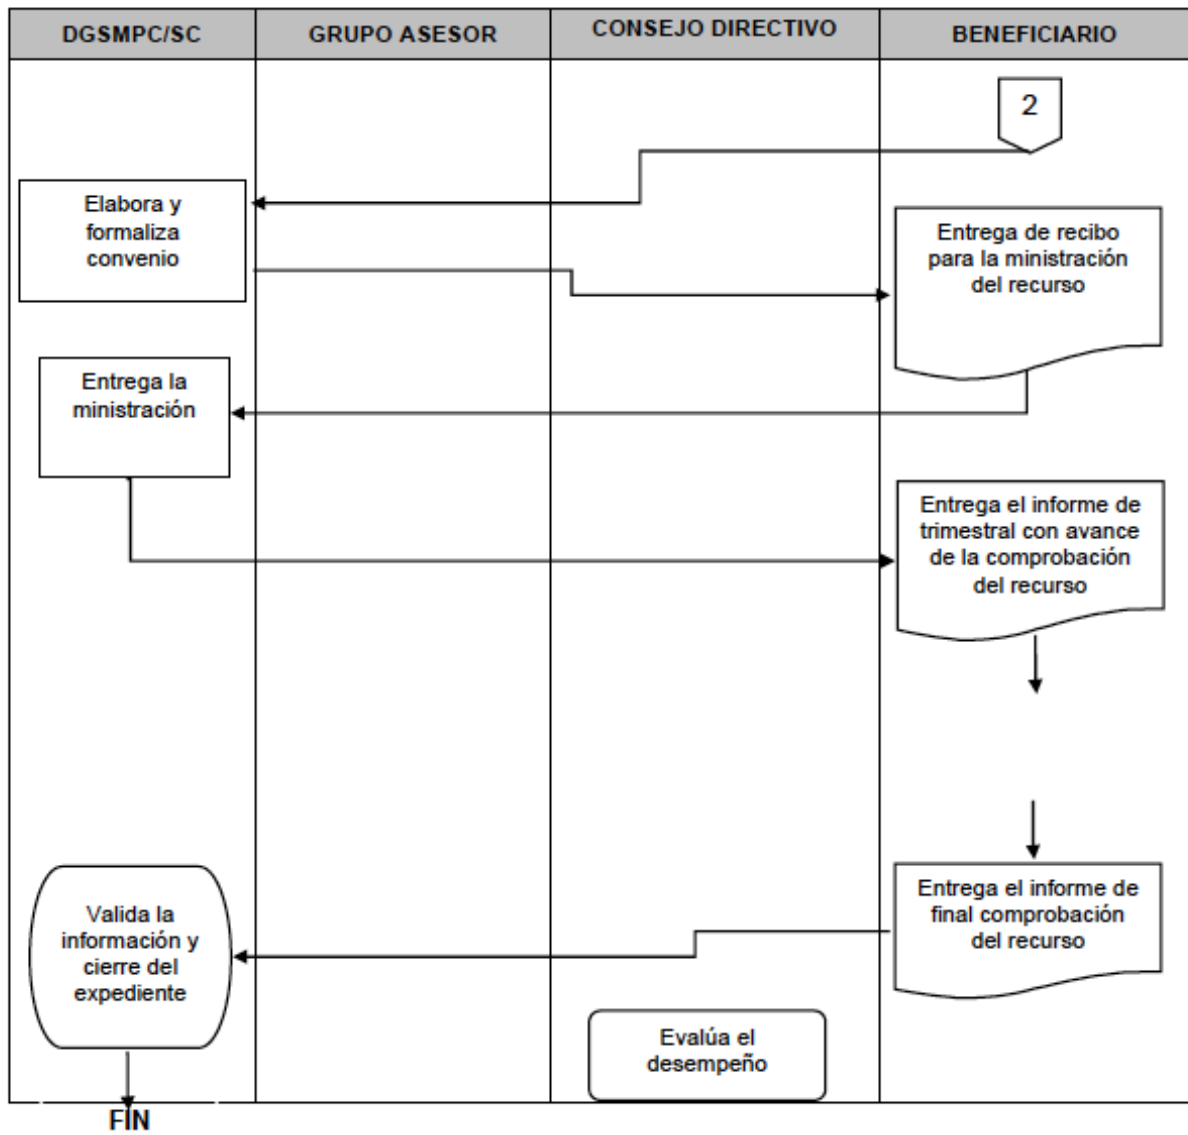 DGSMPC/SC
GRUPO ASESOR
CONSEJO DIRECTIVO
BENEFICIARIO
2
Elabora y
formaliza
convenio
Entrega de recibo
para la ministración
del recurso
Entrega la
ministración
Entrega el informe de
trimestral con avance
de la comprobación
del recurso
Entrega el informe de
final comprobación
del recurso
Valida la
información y
cierre del
expediente
Evalúa el
desempeño
FIN